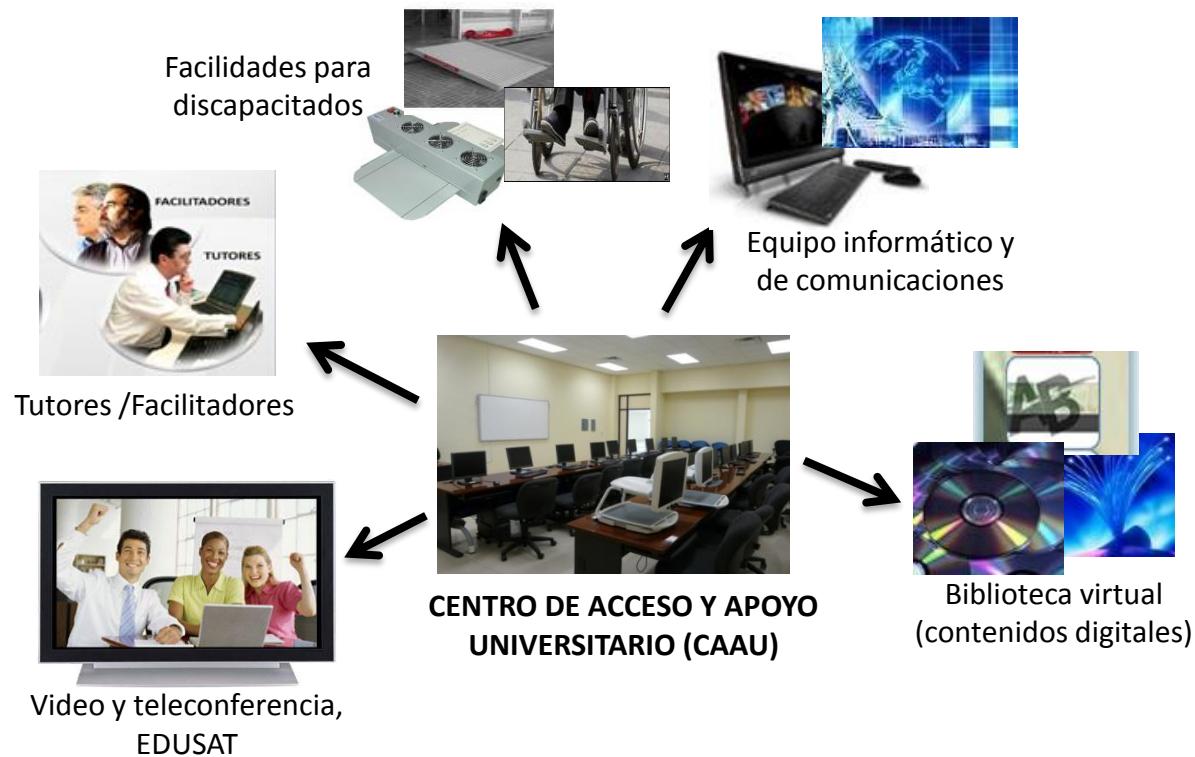 Facilidades para
discapacitados
Equipo informático y
de comunicaciones
FACILITADORES
TUTORES
Tutores /Facilitadores
AB
Biblioteca virtual
(contenidos digitales)
CENTRO DE ACCESO Y APOYO
UNIVERSITARIO (CAAU)
Video y teleconferencia,
EDUSAT